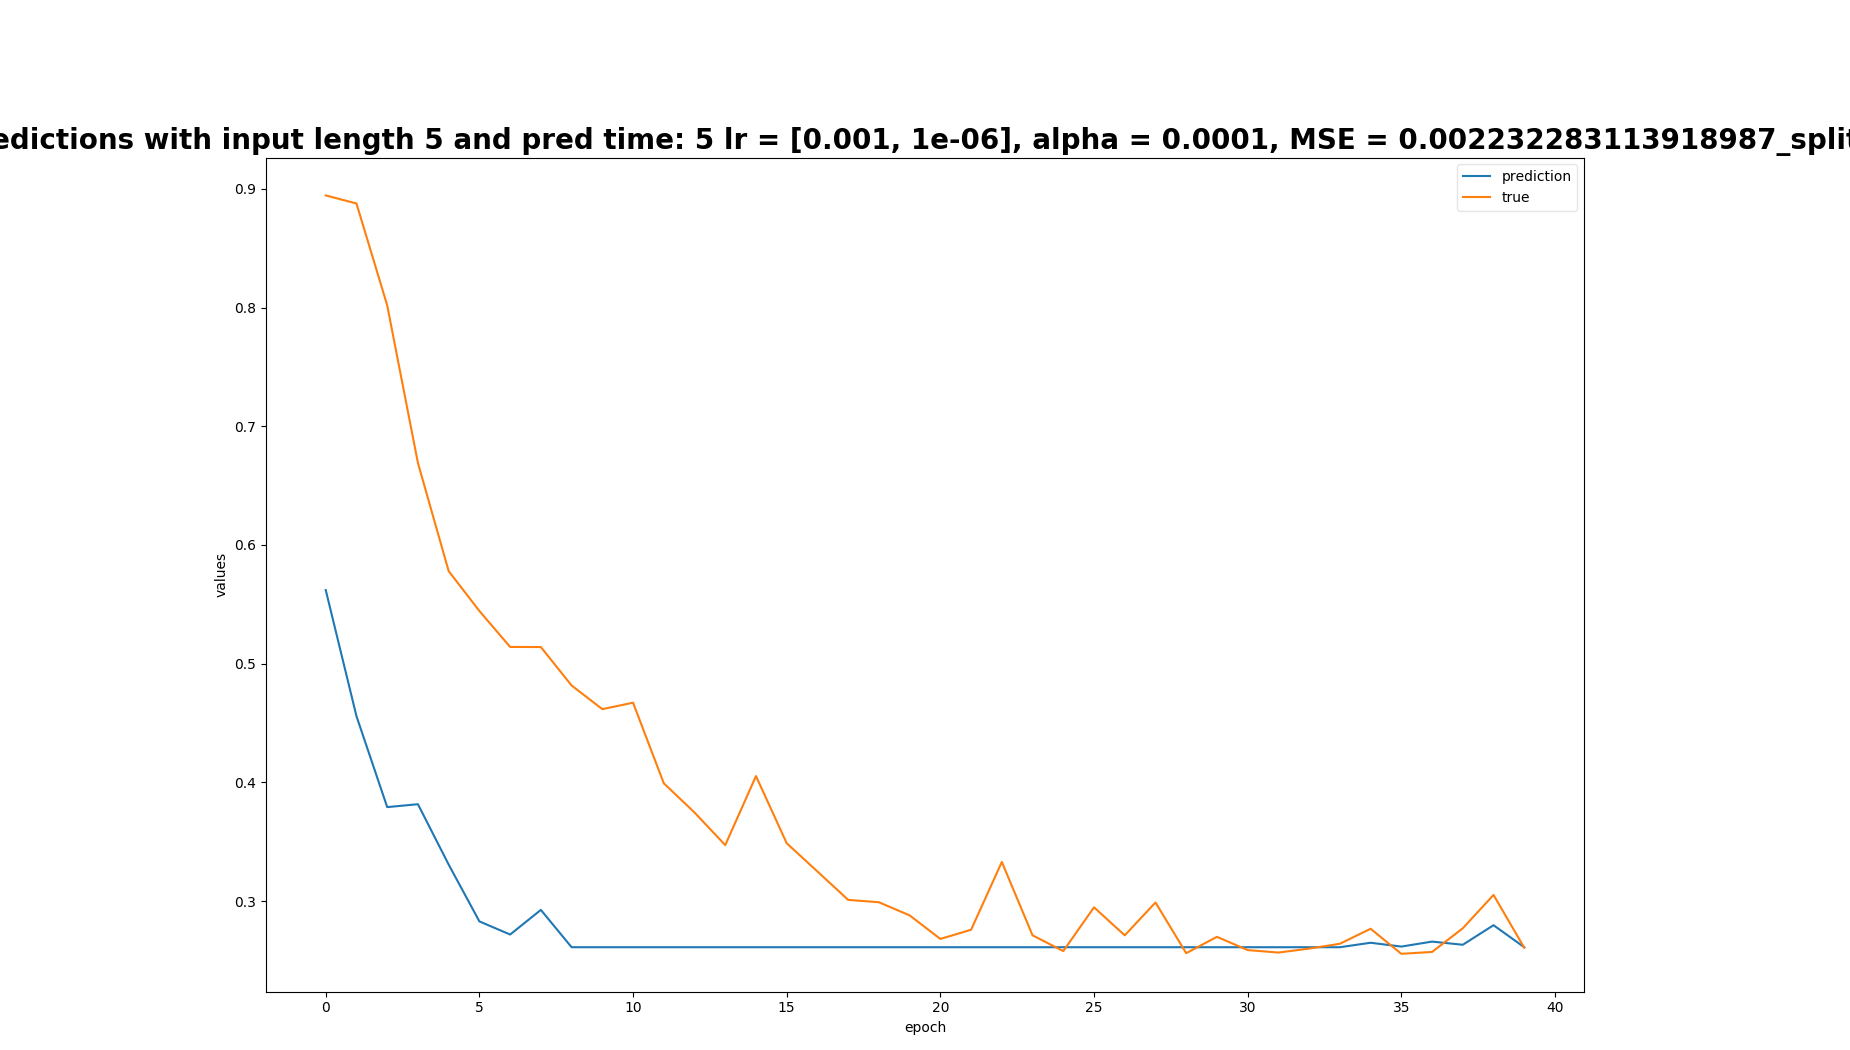 edictions with input length 5 and pred time: 5 lr = [0.001, 1e-06], alpha = 0.0001, MSE = 0.002232283113918987_split
prediction
true
0.9
0.8
0.7
0.6
0.5
0.4
0.3
values
0 5 10 15 20 25 30 35 40
epoch